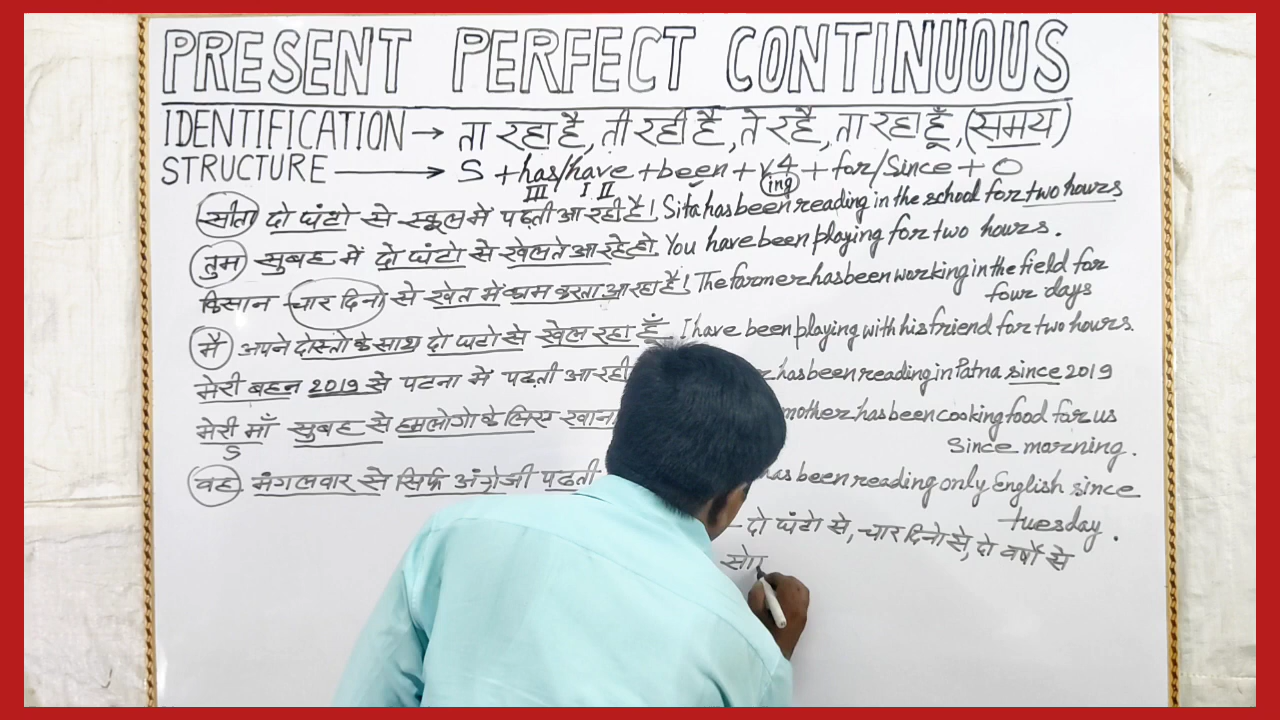 PRESENT PERFECT CONTINUOUS
IDENTIFICATION → ता रहा है, ती रही है, ते रहै, ता रहा हूँ, (समय)
STRUCTURE → S + has/have + been + v4 + for/Since + O
III I II ing
सीता दो घंटो से स्कूल में पढ़ती आ रही है। Sita has been reading in the school for two hours
तुम सुबह में दो घंटो से खेलते आ रहे हो. You have been playing for two hours.
किसान चार दिनो से खेत में काम करता आ रहा है। The farmer has been working in the field for
four days
मै अपने दोस्तो के साथ दो घंटो से खेल रहा हूँ. I have been playing with his friend for two hours.
मेरी बहन 2019 से पटना में पढ़ती आ रही has been reading in Patna since 2019
मेरी माँ सुबह से हमलोगो के लिए खाना mother has been cooking food for us
S
since morning.
वह मंगलवार से सिर्फ अंग्रेजी पढती has been reading only English since
tuesday.
दो घंटो से, चार दिनो से, दो वर्षो से